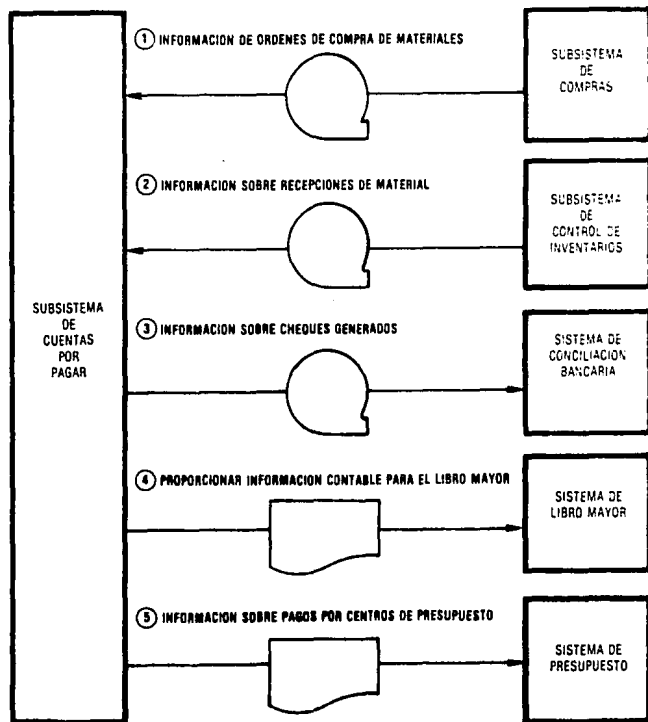 ① INFORMACION DE ORDENES DE COMPRA DE MATERIALES
SUBSISTEMA
DE
COMPRAS
② INFORMACION SOBRE RECEPCIONES DE MATERIAL
SUBSISTEMA
DE
CONTROL DE
INVENTARIOS
SUBSISTEMA
DE
CUENTAS
POR
PAGAR
③ INFORMACION SOBRE CHEQUES GENERADOS
SISTEMA DE
CONCILIACION
BANCARIA
④ PROPORCIONAR INFORMACION CONTABLE PARA EL LIBRO MAYOR
SISTEMA DE
LIBRO MAYOR
⑤ INFORMACION SOBRE PAGOS POR CENTROS DE PRESUPUESTO
SISTEMA DE
PRESUPUESTO